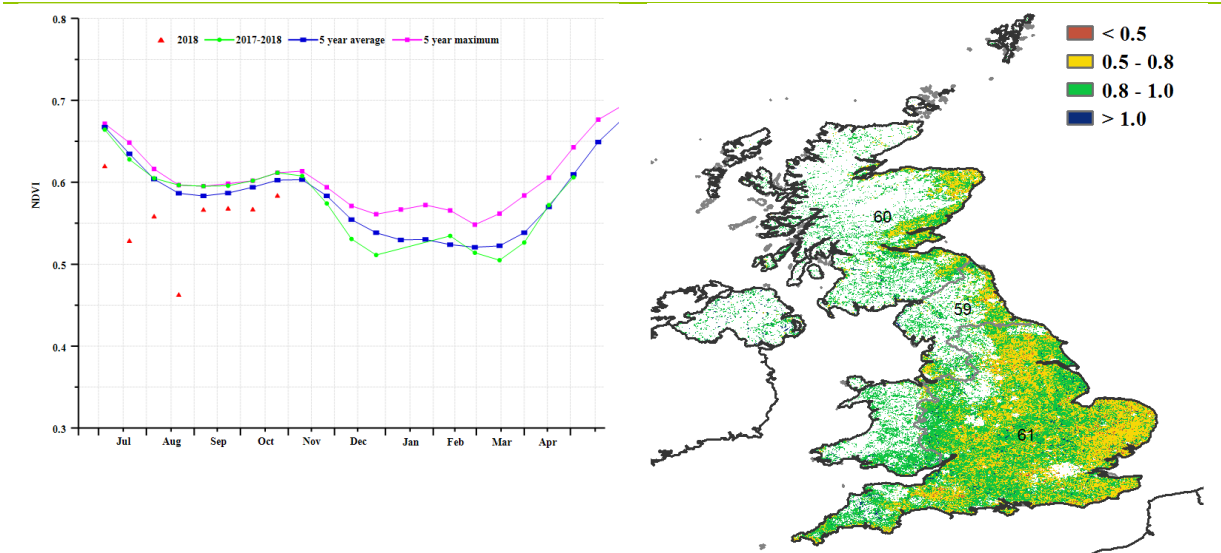 0.8
0.7
0.6
0.5
0.4
0.3
NDVI
2018 2017-2018 5 year average 5 year maximum
Jul Aug Sep Oct Nov Dec Jan Feb Mar Apr
< 0.5
0.5 - 0.8
0.8 - 1.0
> 1.0
60
59
61